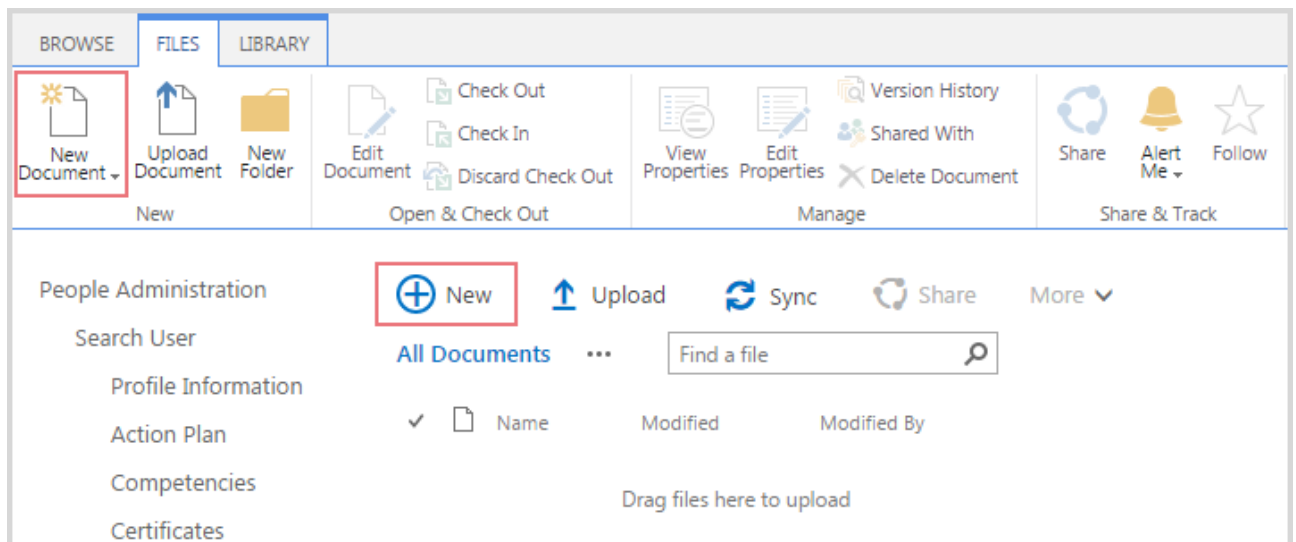 BROWSE FILES LIBRARY
New Document
Upload Document
New Folder
New
Edit Document
Check Out
Check In
Discard Check Out
Open & Check Out
View Properties
Edit Properties
Version History
Shared With
Delete Document
Manage
Share
Alert Me
Follow
Share & Track
People Administration
Search User
Profile Information
Action Plan
Competencies
Certificates
New Upload Sync Share More
All Documents ... Find a file
Name Modified Modified By
Drag files here to upload